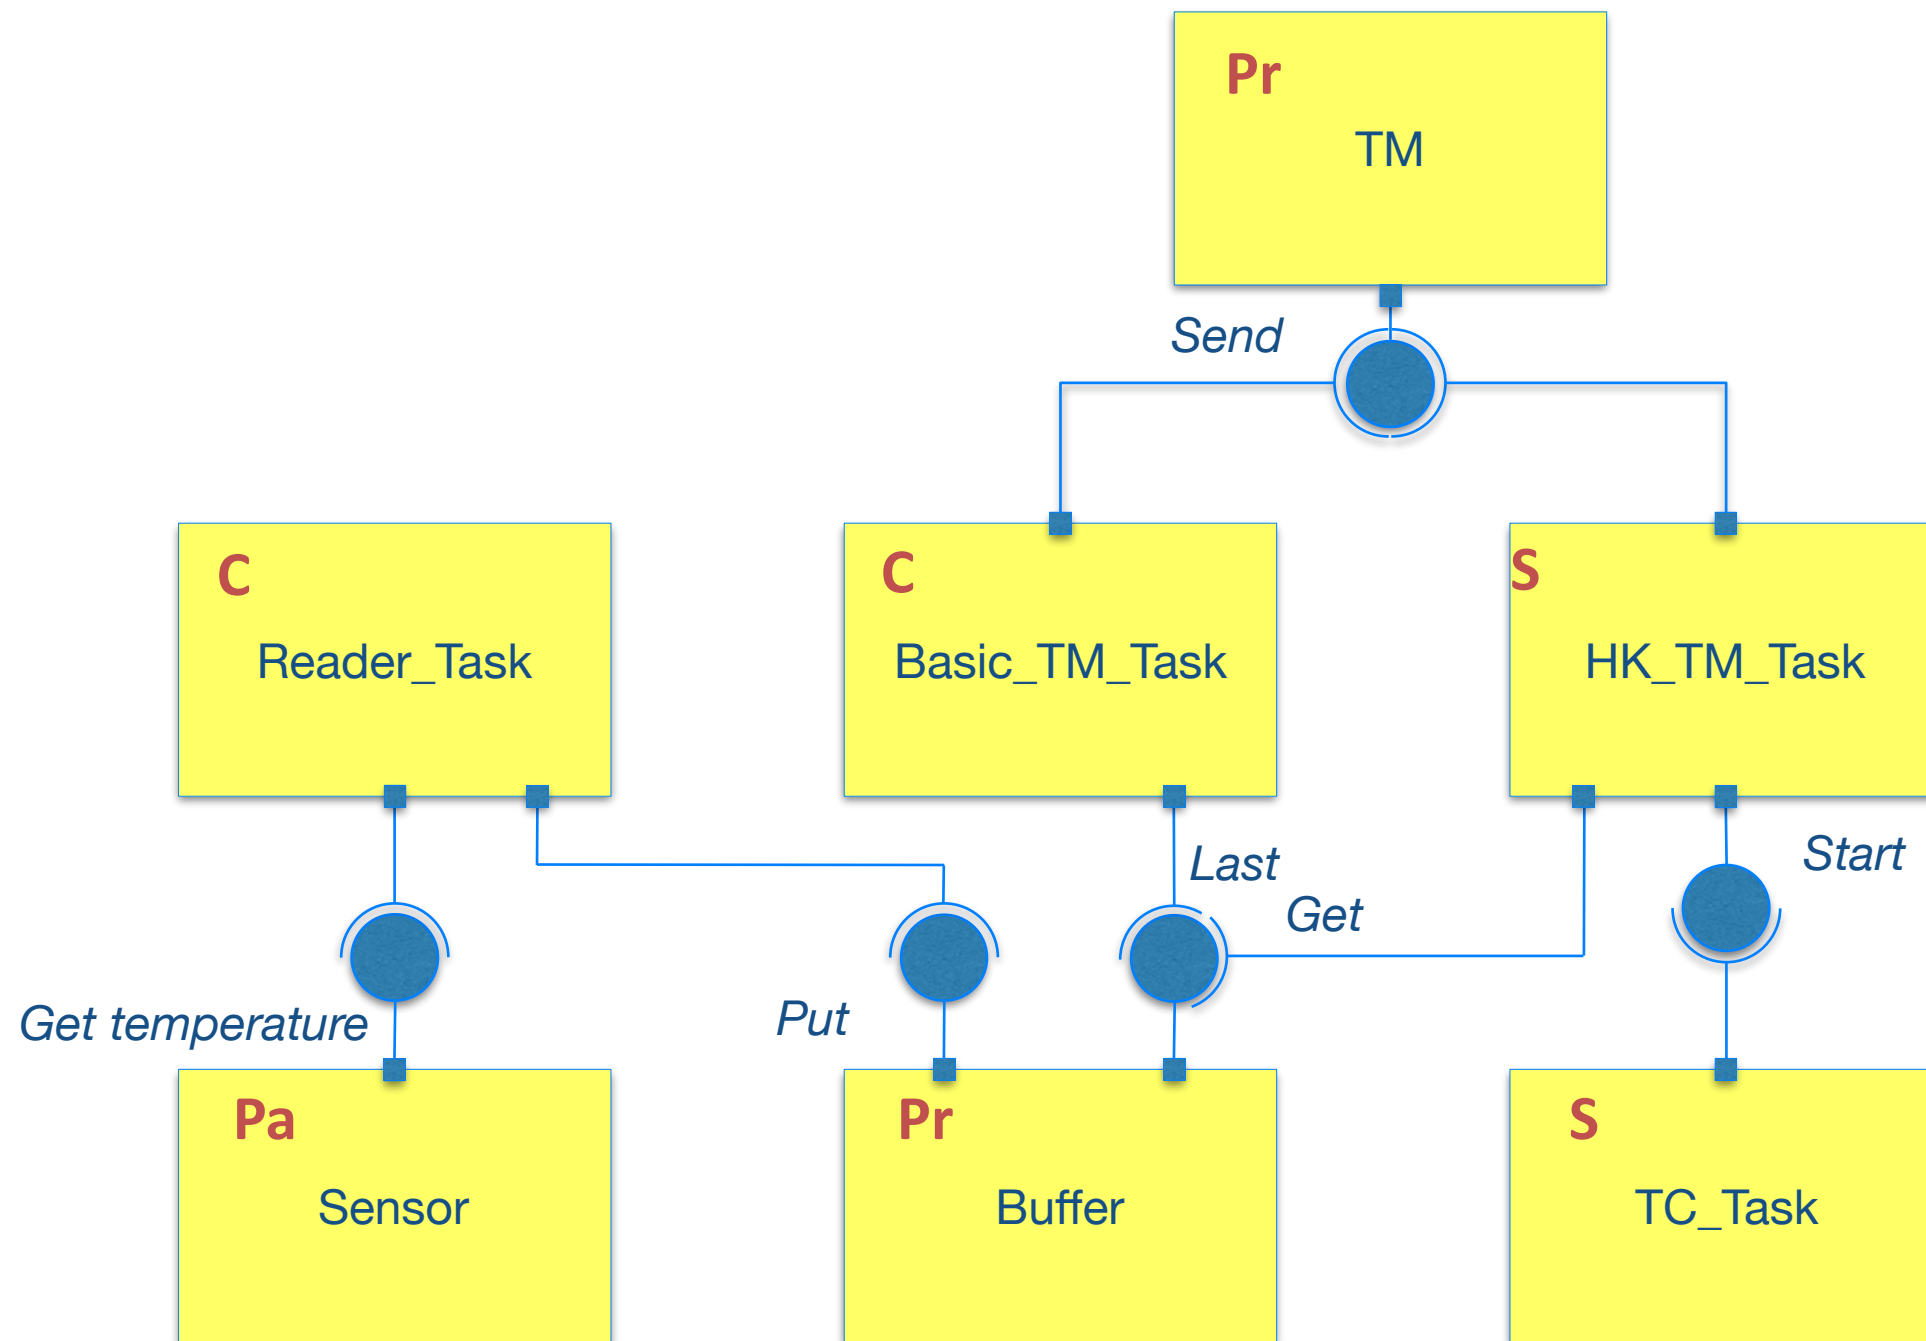 Pr
TM
Send
C
Reader_Task
C
Basic_TM_Task
S
HK_TM_Task
Last
Get
Start
Get temperature
Put
Pa
Sensor
Pr
Buffer
S
TC_Task